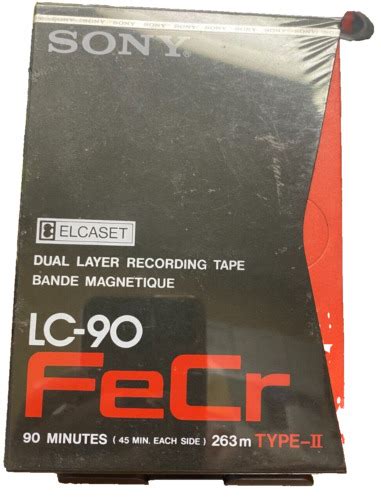 SONY
ELCASET
DUAL LAYER RECORDING TAPE
BANDE MAGNETIQUE
LC-90
FeCr
90 MINUTES ( 45 MIN. EACH SIDE ) 263m TYPE-II